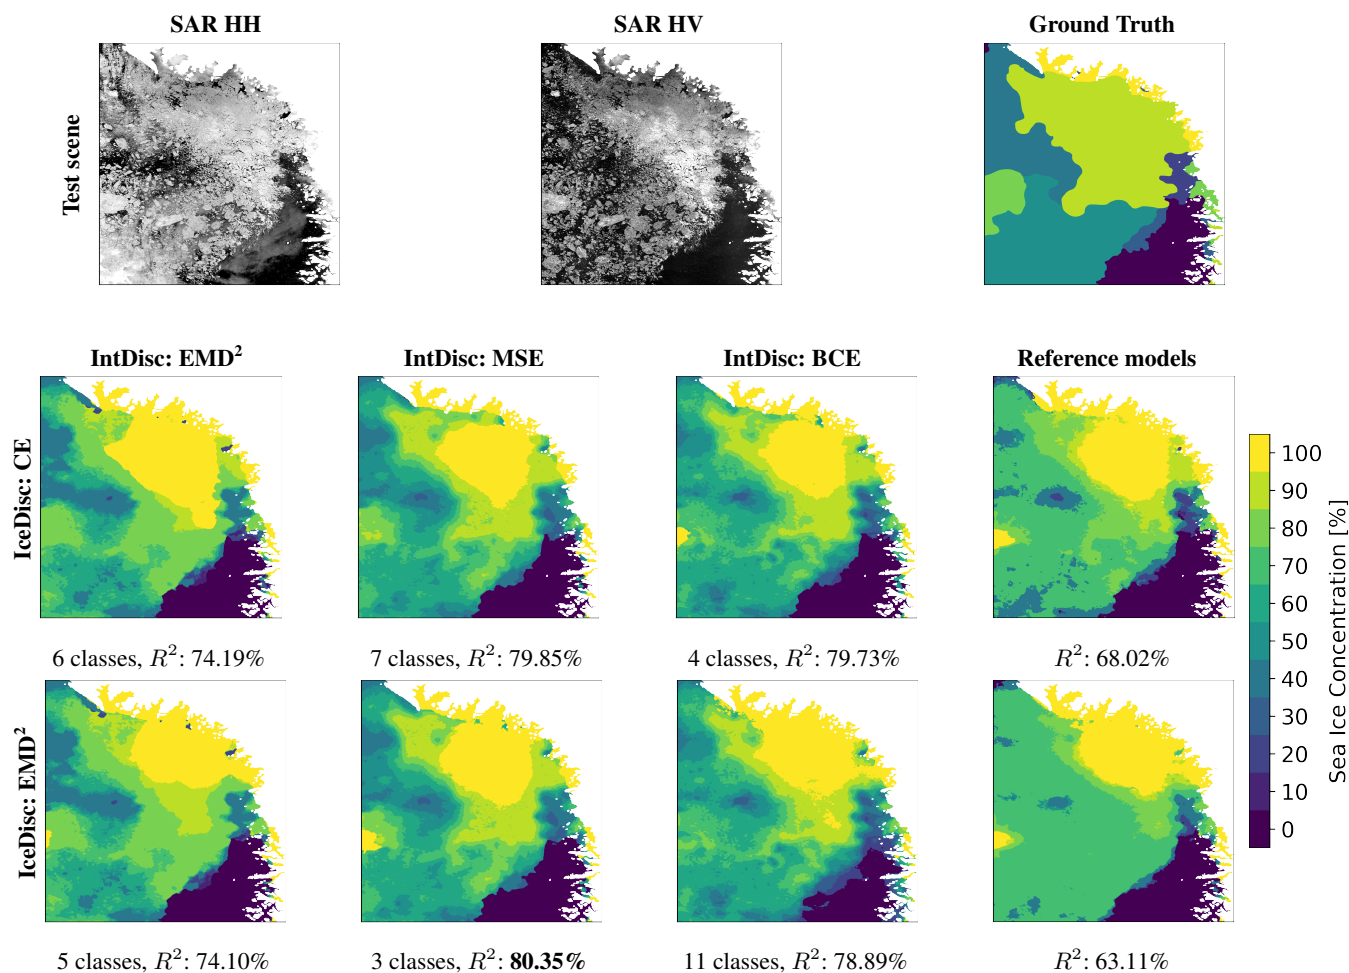 SAR HH
SAR HV
Ground Truth
Test scene
IntDisc: EMD²
IntDisc: MSE
IntDisc: BCE
Reference models
IceDisc: CE
6 classes, R²: 74.19%
7 classes, R²: 79.85%
4 classes, R²: 79.73%
R²: 68.02%
IceDisc: EMD²
5 classes, R²: 74.10%
3 classes, R²: 80.35%
11 classes, R²: 78.89%
R²: 63.11%
100
90
80
70
60
50
40
30
20
10
0
Sea Ice Concentration [%]